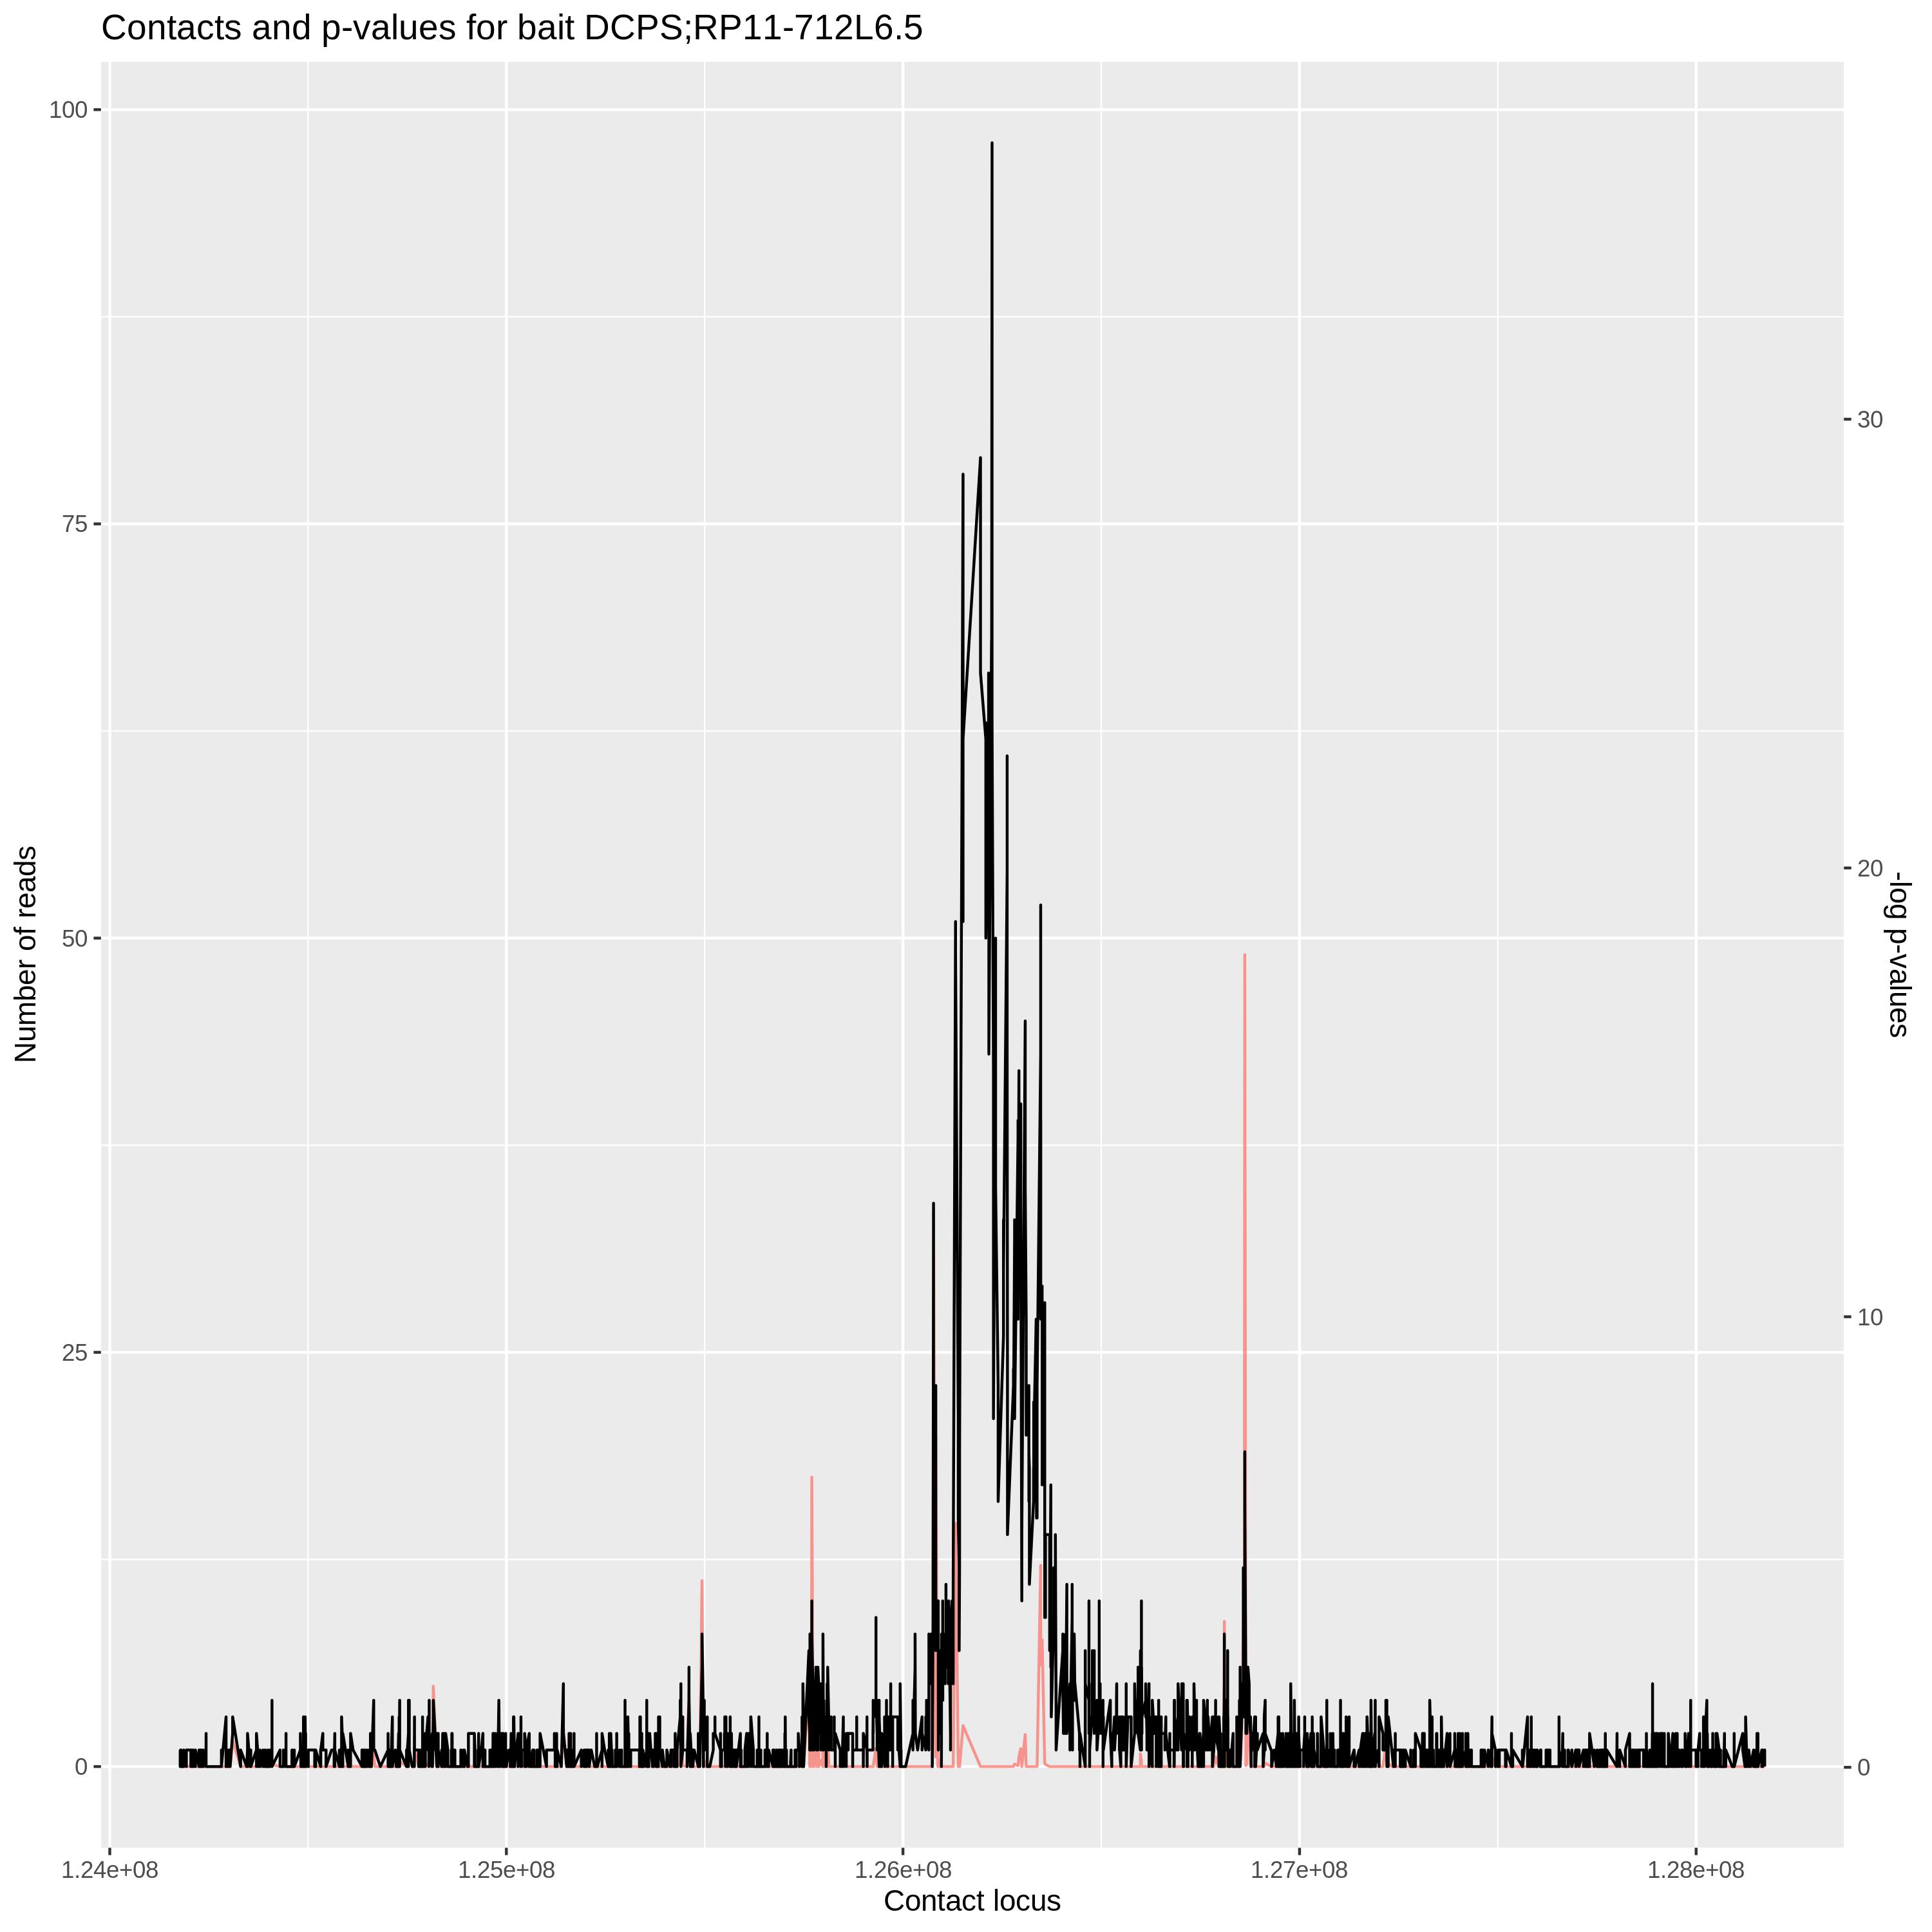 Contacts and p-values for bait DCPS;RP11-712L6.5
100
75
50
25
0
Number of reads
30
20
10
0
-log p-values
1.24e+08
1.25e+08
1.26e+08
1.27e+08
1.28e+08
Contact locus